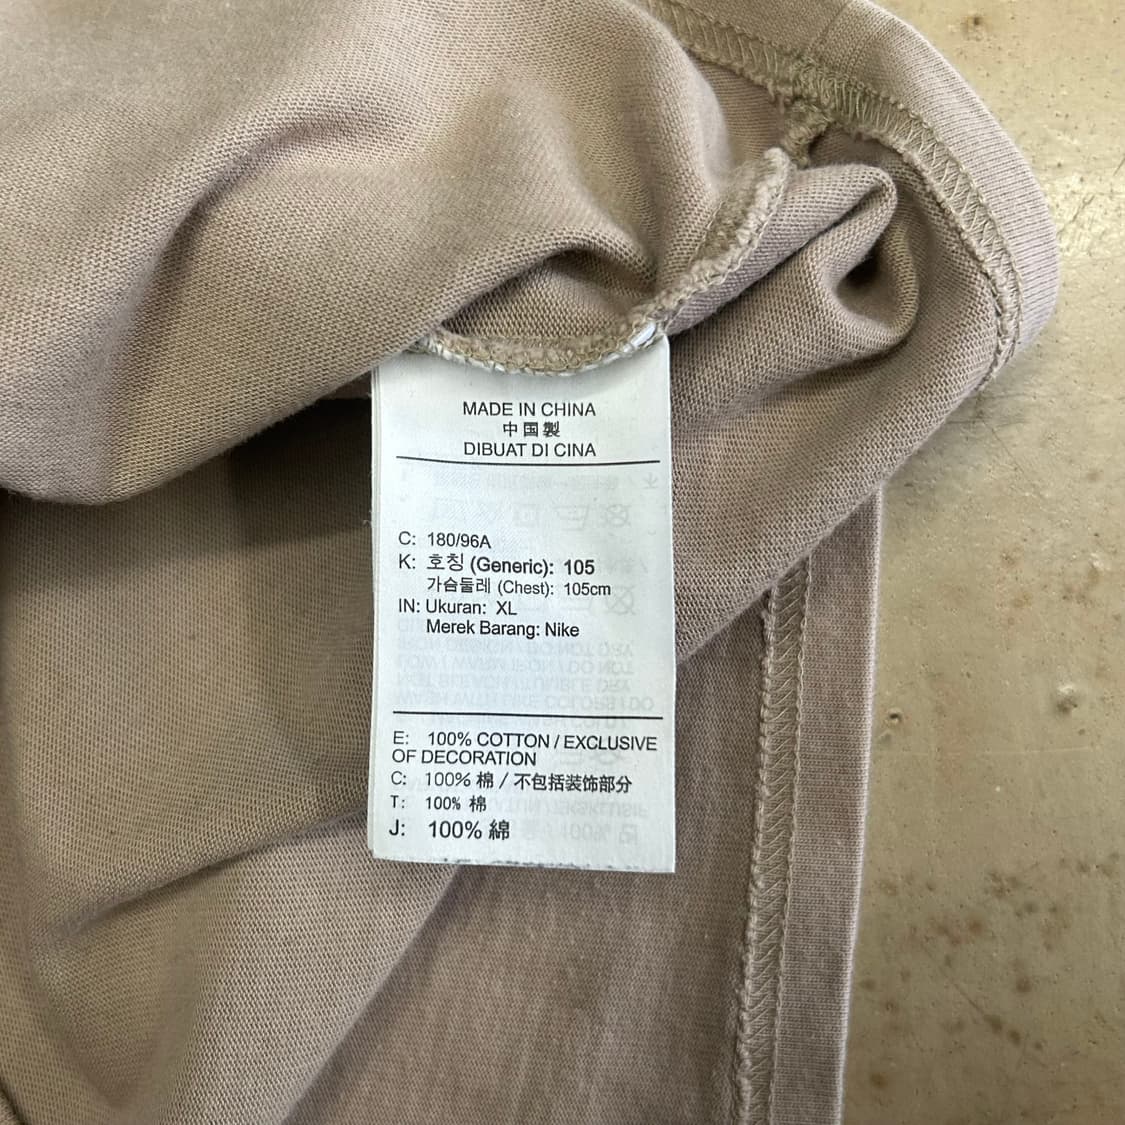 MADE IN CHINA
中国製
DIBUAT DI CINA
C: 180/96A
K: 호칭 (Generic): 105
가슴둘레 (Chest): 105cm
IN: Ukuran: XL
Merek Barang: Nike
E: 100% COTTON / EXCLUSIVE
OF DECORATION
C: 100% 棉 / 不包括装饰部分
T: 100% 棉
J: 100% 綿